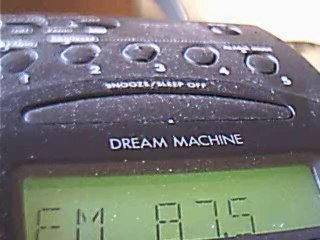 1 2 3 4 5
SNOOZE/SLEEP OFF
DREAM MACHINE
FM 87.5